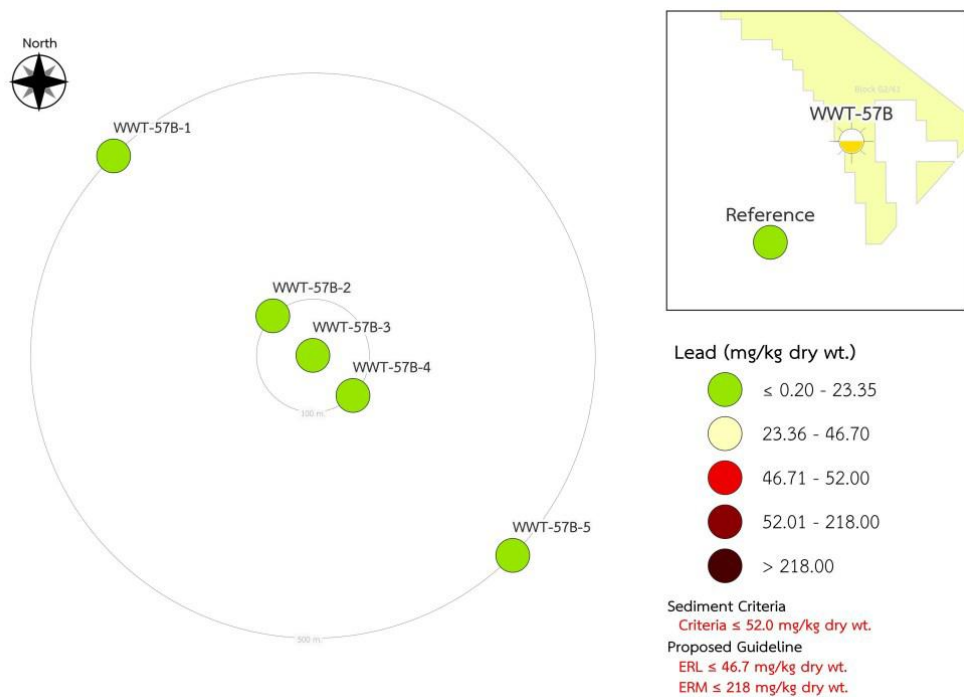 North
WWT-57B-1
WWT-57B-2
WWT-57B-3
WWT-57B-4
100 m.
WWT-57B-5
500 m.
Block G2/43
WWT-57B
Reference
Lead (mg/kg dry wt.)
≤ 0.20 - 23.35
23.36 - 46.70
46.71 - 52.00
52.01 - 218.00
> 218.00
Sediment Criteria
Criteria ≤ 52.0 mg/kg dry wt.
Proposed Guideline
ERL ≤ 46.7 mg/kg dry wt.
ERM ≤ 218 mg/kg dry wt.